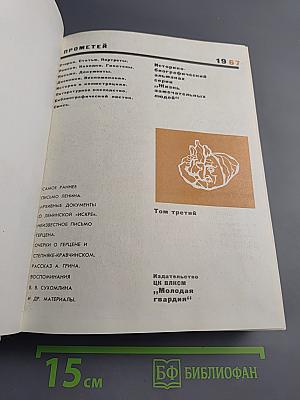 ПРОМЕТЕЙ
1967
Очерки. Статьи. Портреты.
Поиски. Находки. Гипотезы.
Письма. Документы.
Дневники. Воспоминания.
История в иллюстрациях.
Литературное наследство.
Библиографический листок.
Смесь.
Историко-
биографический
альманах
серии
„Жизнь
замечательных
людей"
САМОЕ РАННЕЕ
ПИСЬМО ЛЕНИНА.
АРХИВНЫЕ ДОКУМЕНТЫ
О ЛЕНИНСКОЙ «ИСКРЕ».
НЕИЗВЕСТНОЕ ПИСЬМО
ГЕРЦЕНА.
ОЧЕРКИ О ГЕРЦЕНЕ И
СТЕПНЯКЕ-КРАВЧИНСКОМ.
РАССКАЗ А. ГРИНА.
ВОСПОМИНАНИЯ
В. В. СУХОМЛИНА
И ДР. МАТЕРИАЛЫ.
Том третий
Издательство
ЦК ВЛКСМ
„Молодая
гвардия"
15 см
БФ БИБЛИОФАН